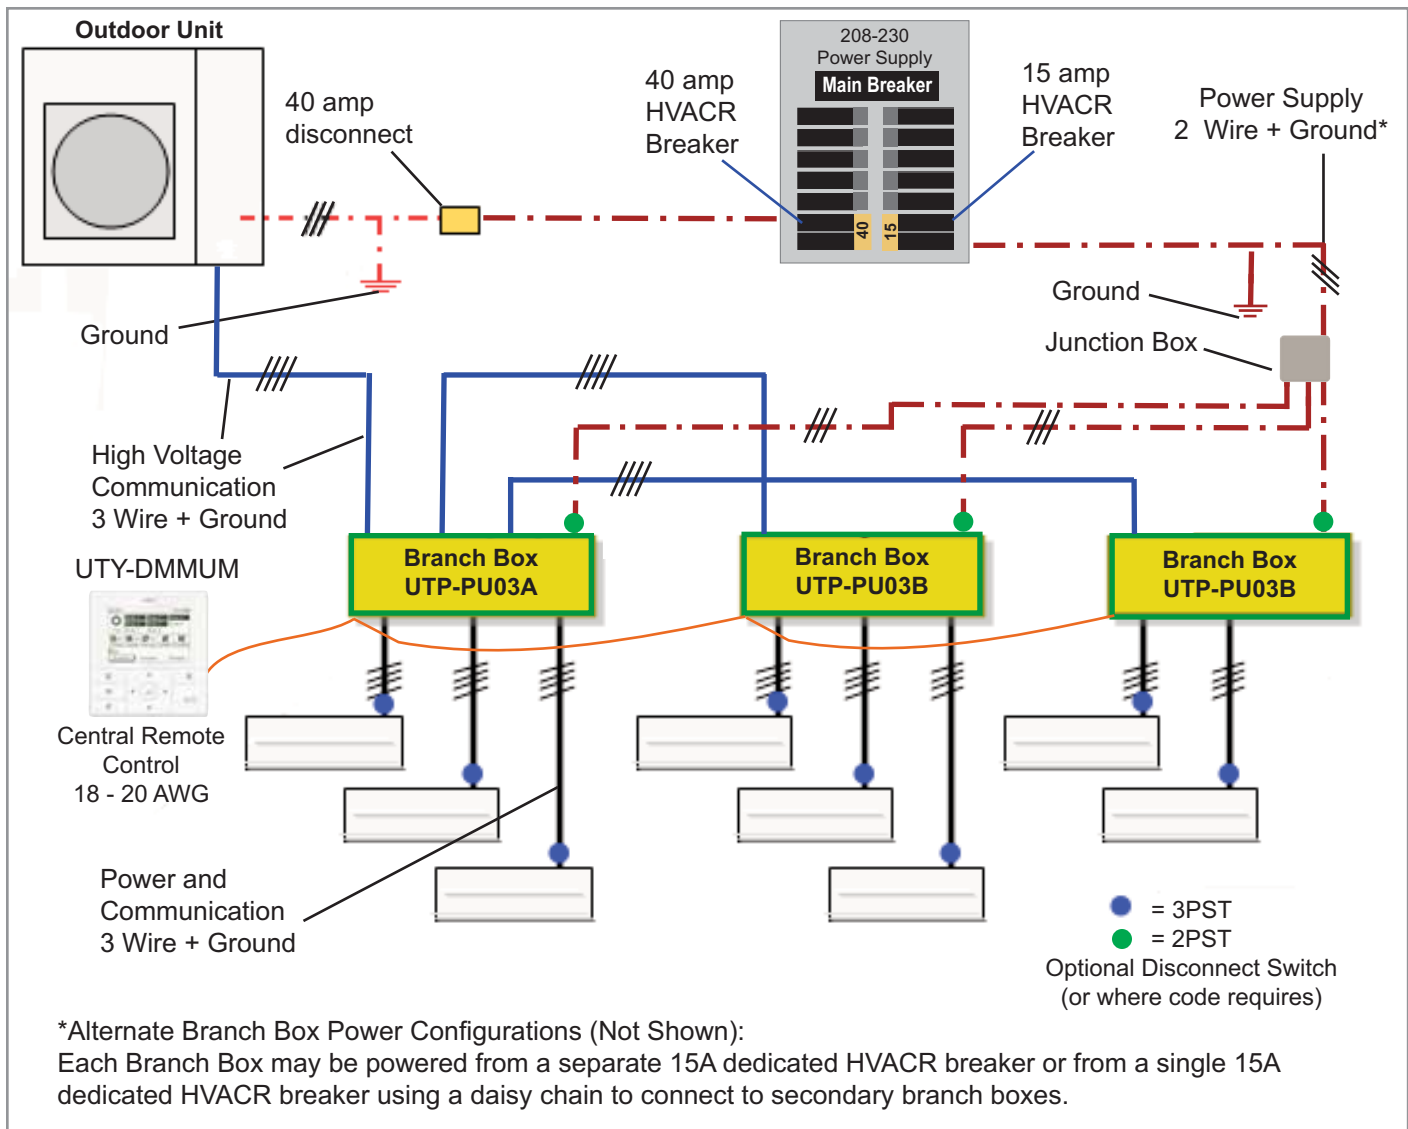 Outdoor Unit
40 amp
disconnect
40 amp
HVACR
Breaker
208-230
Power Supply
Main Breaker
40
15
15 amp
HVACR
Breaker
Power Supply
2 Wire + Ground*
Ground
Ground
Junction Box
High Voltage
Communication
3 Wire + Ground
UTY-DMMUM
Branch Box
UTP-PU03A
Branch Box
UTP-PU03B
Branch Box
UTP-PU03B
Central Remote
Control
18 - 20 AWG
Power and
Communication
3 Wire + Ground
= 3PST
= 2PST
Optional Disconnect Switch
(or where code requires)
*Alternate Branch Box Power Configurations (Not Shown):
Each Branch Box may be powered from a separate 15A dedicated HVACR breaker or from a single 15A
dedicated HVACR breaker using a daisy chain to connect to secondary branch boxes.